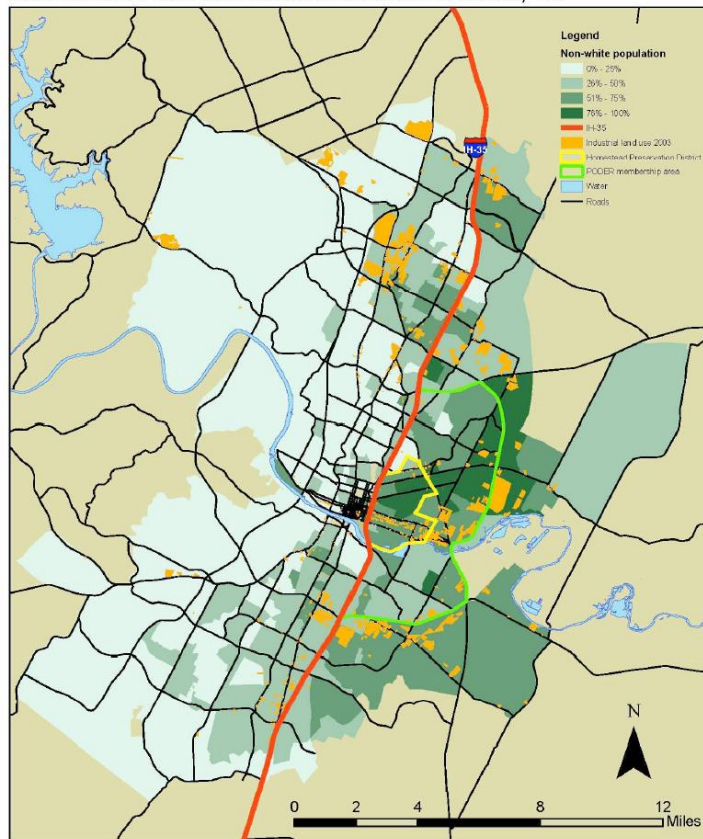 Legend
Non-white population
0% - 25%
26% - 50%
51% - 75%
76% - 100%
IH-35
Industrial land use 2003
Homestead Preservation District
PODER membership area
Water
Roads
IH-35
N
0 2 4 8 12
Miles